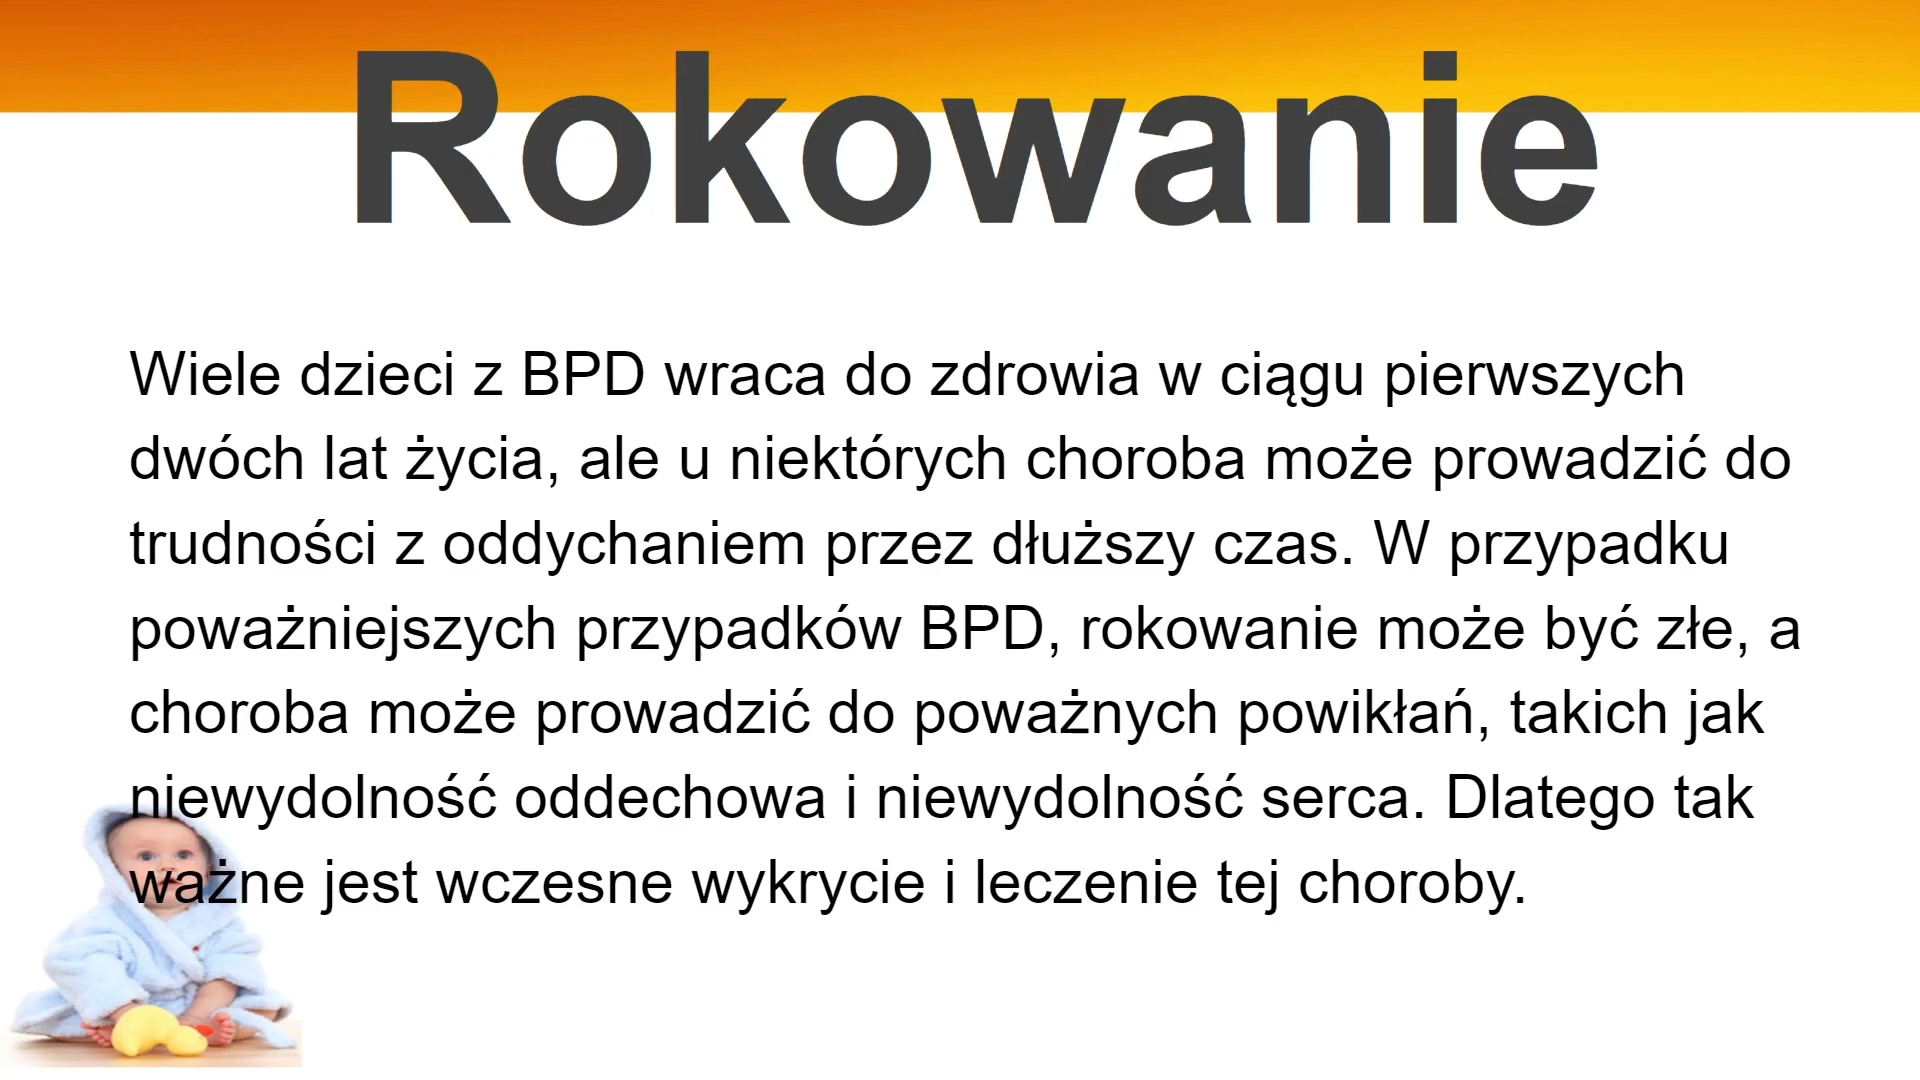 Rokowanie
Wiele dzieci z BPD wraca do zdrowia w ciągu pierwszych
dwóch lat życia, ale u niektórych choroba może prowadzić do
trudności z oddychaniem przez dłuższy czas. W przypadku
poważniejszych przypadków BPD, rokowanie może być złe, a
choroba może prowadzić do poważnych powikłań, takich jak
niewydolność oddechowa i niewydolność serca. Dlatego tak
ważne jest wczesne wykrycie i leczenie tej choroby.